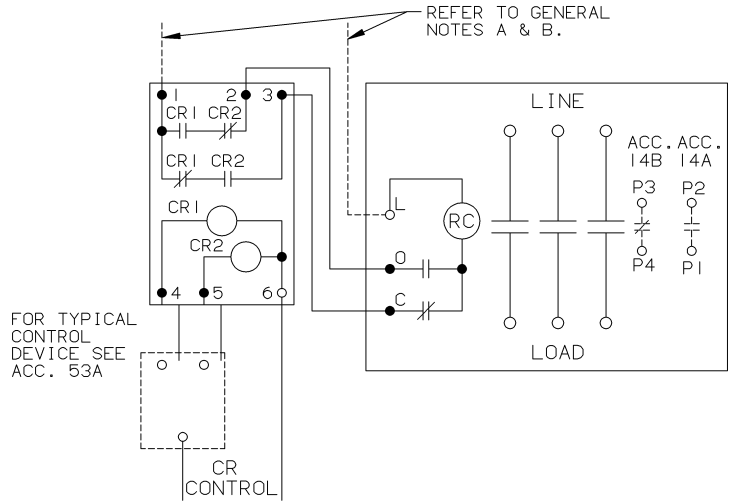 REFER TO GENERAL
NOTES A & B.
1 2 3
CR1 CR2
CR1 CR2
CR1
CR2
4 5 6
FOR TYPICAL
CONTROL
DEVICE SEE
ACC. 53A
CR
CONTROL
LINE
ACC. ACC.
14B 14A
P3 P2
L
RC
O
P4 P1
C
LOAD